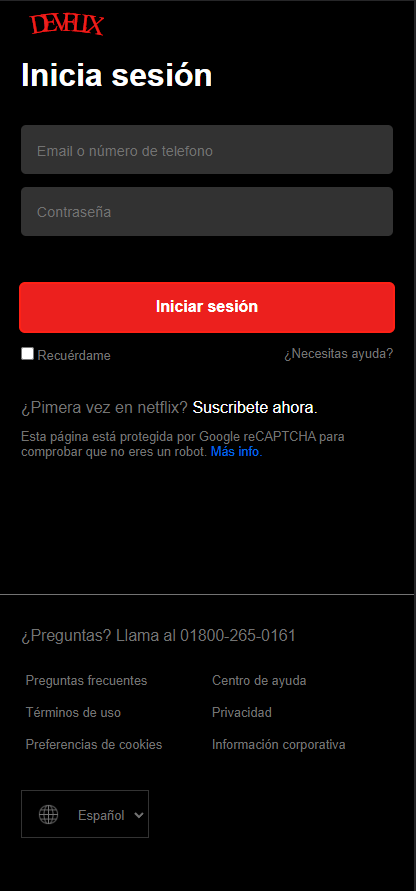 DEVFLIX
Inicia sesión
Email o número de telefono
Contraseña
Iniciar sesión
Recuérdame
¿Necesitas ayuda?
¿Pimera vez en netflix? Suscribete ahora.
Esta página está protegida por Google reCAPTCHA para
comprobar que no eres un robot. Más info.
¿Preguntas? Llama al 01800-265-0161
Preguntas frecuentes
Centro de ayuda
Términos de uso
Privacidad
Preferencias de cookies
Información corporativa
Español